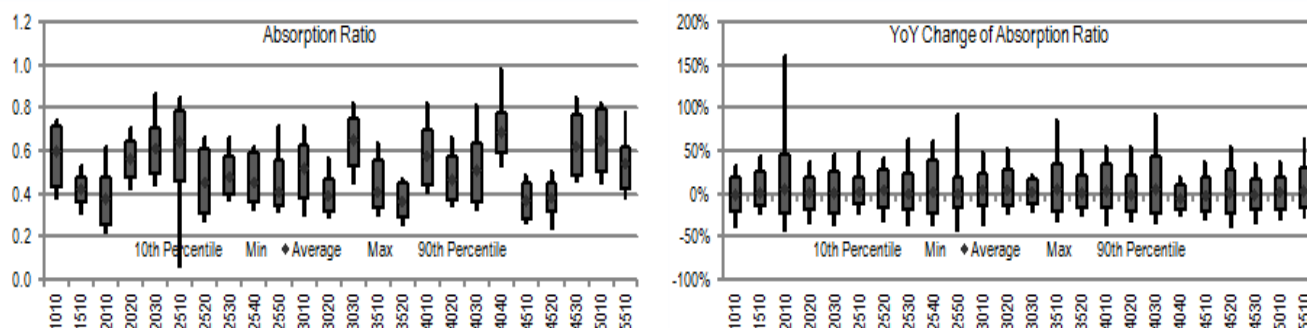 Absorption Ratio
1.2
1.0
0.8
0.6
0.4
0.2
0.0
10th Percentile Min Average Max 90th Percentile
1010 1510 2010 2020 2030 2510 2520 2530 2540 2550 3010 3020 3030 3510 3520 4010 4020 4030 4040 4510 4520 4530 5010 5510
YoY Change of Absorption Ratio
200%
150%
100%
50%
0%
-50%
-100%
10th Percentile Min Average Max 90th Percentile
1010 1510 2010 2020 2030 2510 2520 2530 2540 2550 3010 3020 3030 3510 3520 4010 4020 4030 4040 4510 4520 4530 5010 5510